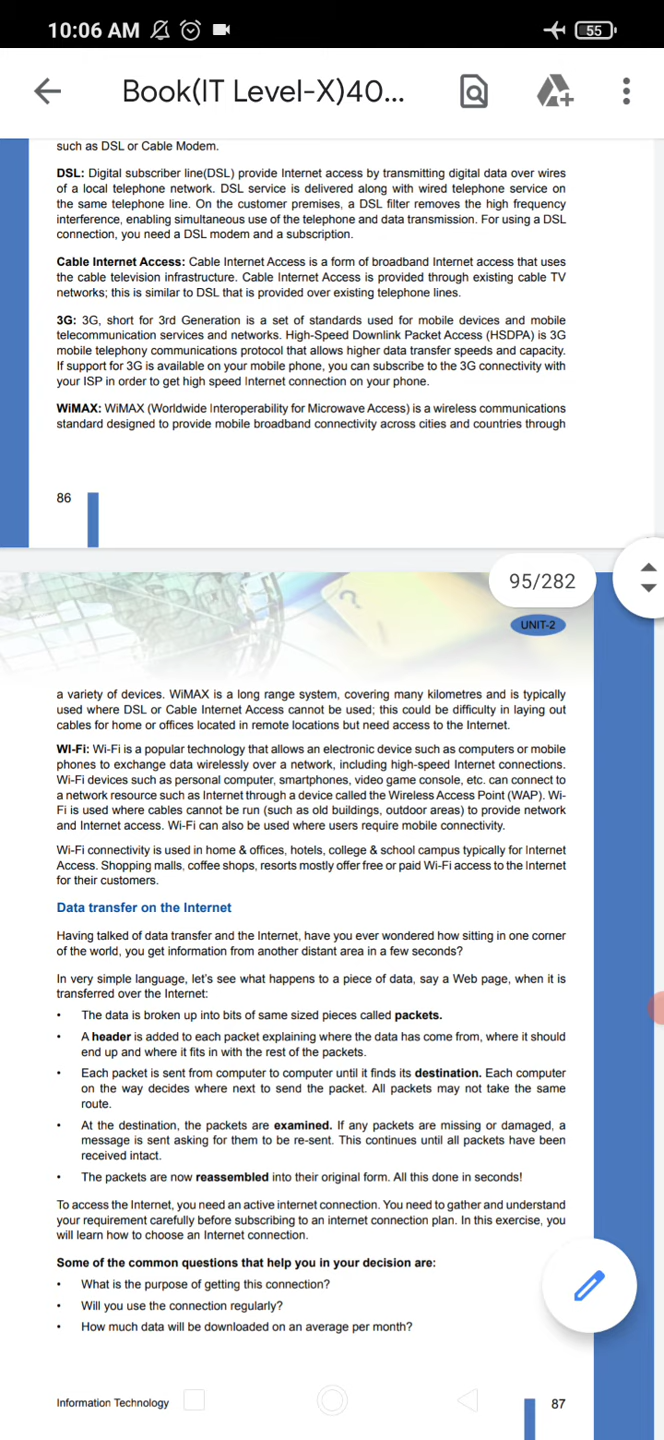 10:06 AM
55
Book(IT Level-X)40...
such as DSL or Cable Modem.
DSL: Digital subscriber line(DSL) provide Internet access by transmitting digital data over wires
of a local telephone network. DSL service is delivered along with wired telephone service on
the same telephone line. On the customer premises, a DSL filter removes the high frequency
interference, enabling simultaneous use of the telephone and data transmission. For using a DSL
connection, you need a DSL modem and a subscription.
Cable Internet Access: Cable Internet Access is a form of broadband Internet access that uses
the cable television infrastructure. Cable Internet Access is provided through existing cable TV
networks; this is similar to DSL that is provided over existing telephone lines.
3G: 3G, short for 3rd Generation is a set of standards used for mobile devices and mobile
telecommunication services and networks. High-Speed Downlink Packet Access (HSDPA) is 3G
mobile telephony communications protocol that allows higher data transfer speeds and capacity.
If support for 3G is available on your mobile phone, you can subscribe to the 3G connectivity with
your ISP in order to get high speed Internet connection on your phone.
WiMAX: WiMAX (Worldwide Interoperability for Microwave Access) is a wireless communications
standard designed to provide mobile broadband connectivity across cities and countries through
86
95/282
UNIT-2
a variety of devices. WiMAX is a long range system, covering many kilometres and is typically
used where DSL or Cable Internet Access cannot be used; this could be difficulty in laying out
cables for home or offices located in remote locations but need access to the Internet.
WI-Fi: Wi-Fi is a popular technology that allows an electronic device such as computers or mobile
phones to exchange data wirelessly over a network, including high-speed Internet connections.
Wi-Fi devices such as personal computer, smartphones, video game console, etc. can connect to
a network resource such as Internet through a device called the Wireless Access Point (WAP). Wi-
Fi is used where cables cannot be run (such as old buildings, outdoor areas) to provide network
and Internet access. Wi-Fi can also be used where users require mobile connectivity.
Wi-Fi connectivity is used in home & offices, hotels, college & school campus typically for Internet
Access. Shopping malls, coffee shops, resorts mostly offer free or paid Wi-Fi access to the Internet
for their customers.
Data transfer on the Internet
Having talked of data transfer and the Internet, have you ever wondered how sitting in one corner
of the world, you get information from another distant area in a few seconds?
In very simple language, let's see what happens to a piece of data, say a Web page, when it is
transferred over the Internet:
• The data is broken up into bits of same sized pieces called packets.
• A header is added to each packet explaining where the data has come from, where it should
end up and where it fits in with the rest of the packets.
• Each packet is sent from computer to computer until it finds its destination. Each computer
on the way decides where next to send the packet. All packets may not take the same
route.
• At the destination, the packets are examined. If any packets are missing or damaged, a
message is sent asking for them to be re-sent. This continues until all packets have been
received intact.
• The packets are now reassembled into their original form. All this done in seconds!
To access the Internet, you need an active internet connection. You need to gather and understand
your requirement carefully before subscribing to an internet connection plan. In this exercise, you
will learn how to choose an Internet connection.
Some of the common questions that help you in your decision are:
• What is the purpose of getting this connection?
• Will you use the connection regularly?
• How much data will be downloaded on an average per month?
Information Technology
87